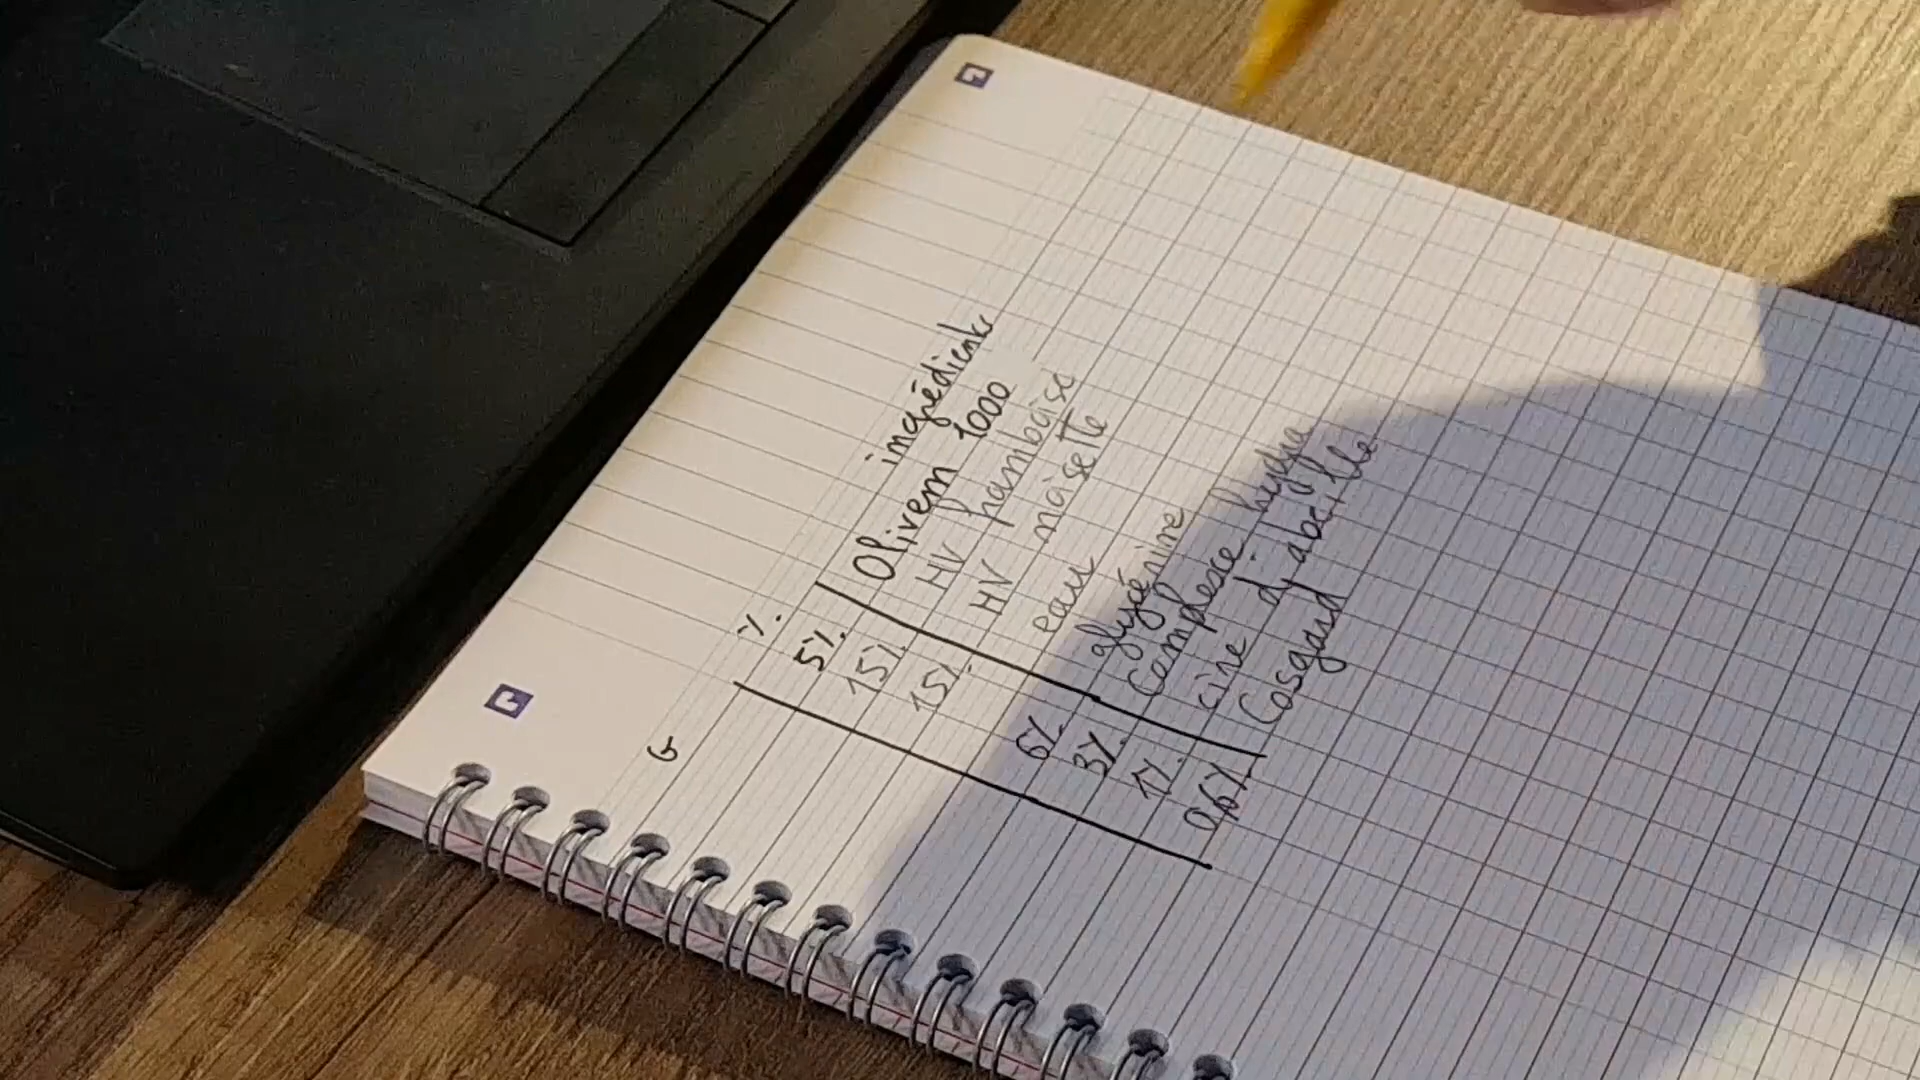 G % ingrédients
5% Olivem 1000
15% HV framboise
15% HV noisette
eau
6% glycérine
3% complexe hydra
1% cire d'abeille
0,6% Cosgard